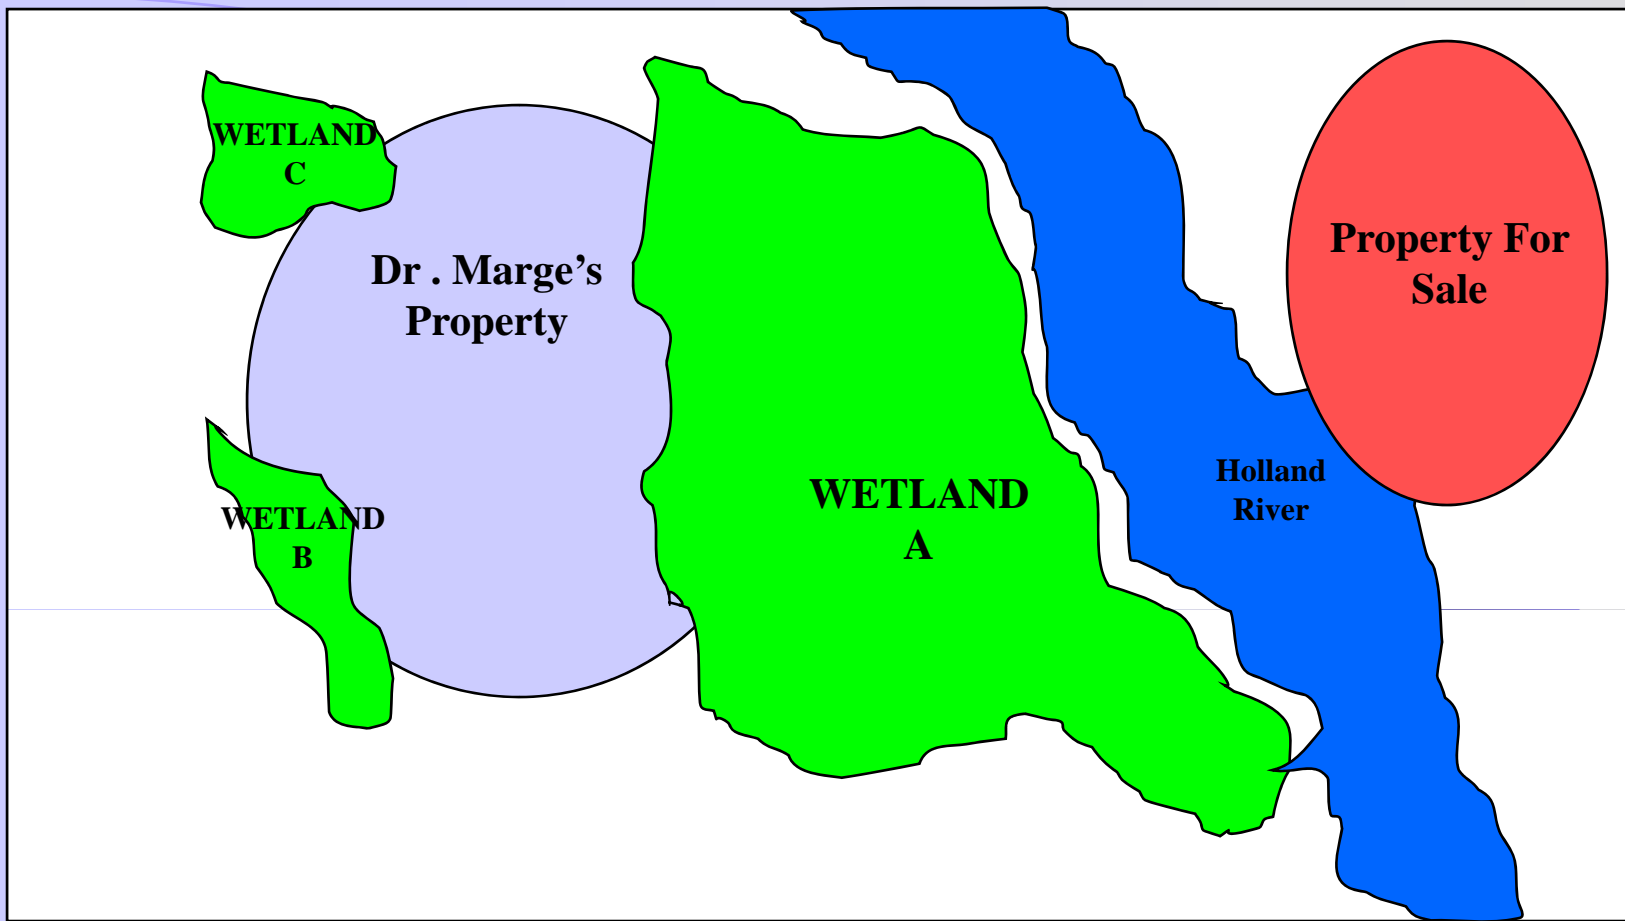 WETLAND
C
Dr . Marge’s
Property
WETLAND
B
WETLAND
A
Holland
River
Property For
Sale